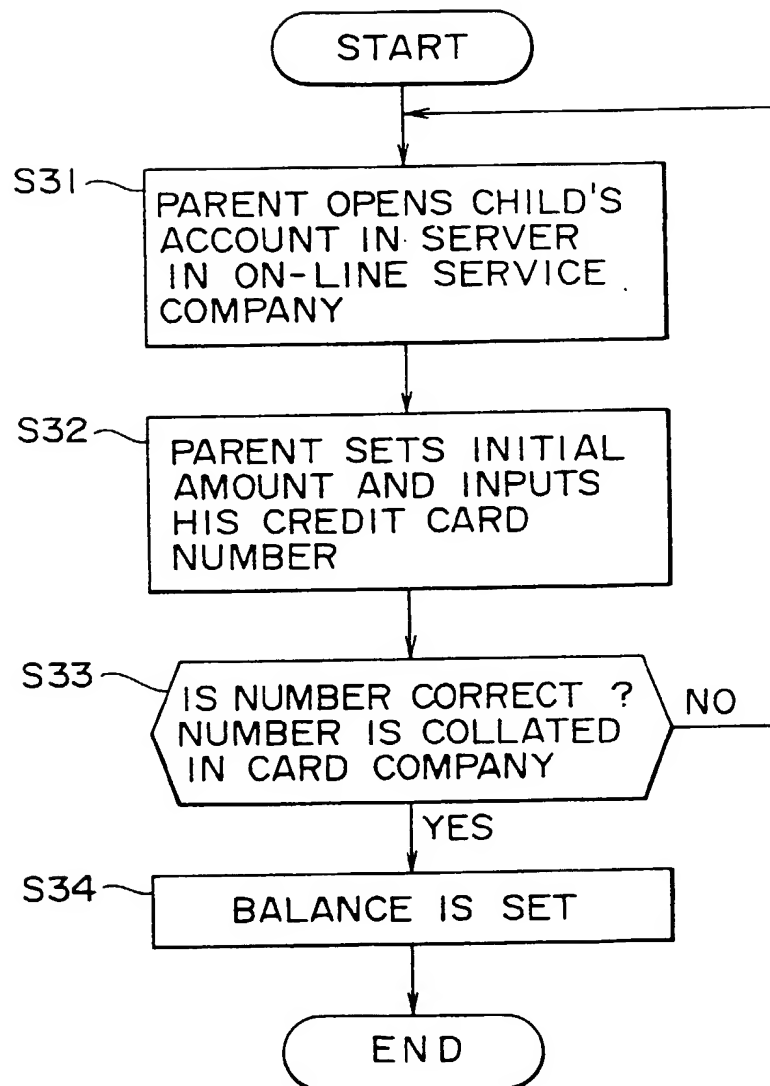 START
S31
PARENT OPENS CHILD'S
ACCOUNT IN SERVER
IN ON-LINE SERVICE
COMPANY
S32
PARENT SETS INITIAL
AMOUNT AND INPUTS
HIS CREDIT CARD
NUMBER
S33
IS NUMBER CORRECT ?
NUMBER IS COLLATED
IN CARD COMPANY
NO
YES
S34
BALANCE IS SET
END